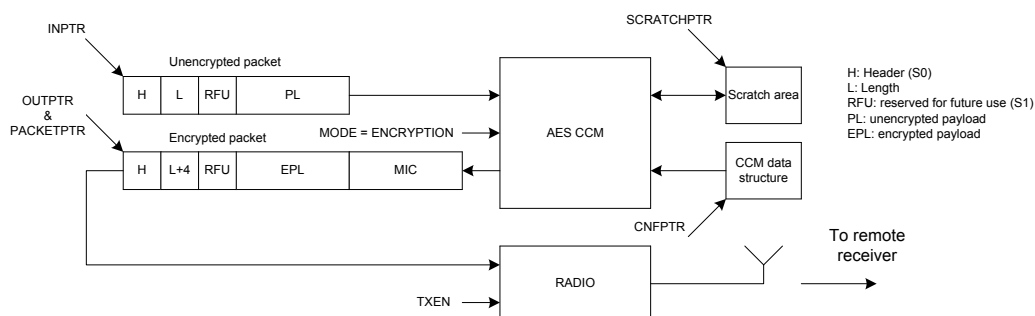 SCRATCHPTR
INPTR
Unencrypted packet
H L RFU PL
OUTPTR
&
PACKETPTR
MODE = ENCRYPTION
AES CCM
Scratch area
H: Header (S0)
L: Length
RFU: reserved for future use (S1)
PL: unencrypted payload
EPL: encrypted payload
Encrypted packet
H L+4 RFU EPL MIC
CCM data
structure
CNFPTR
To remote
receiver
RADIO
TXEN